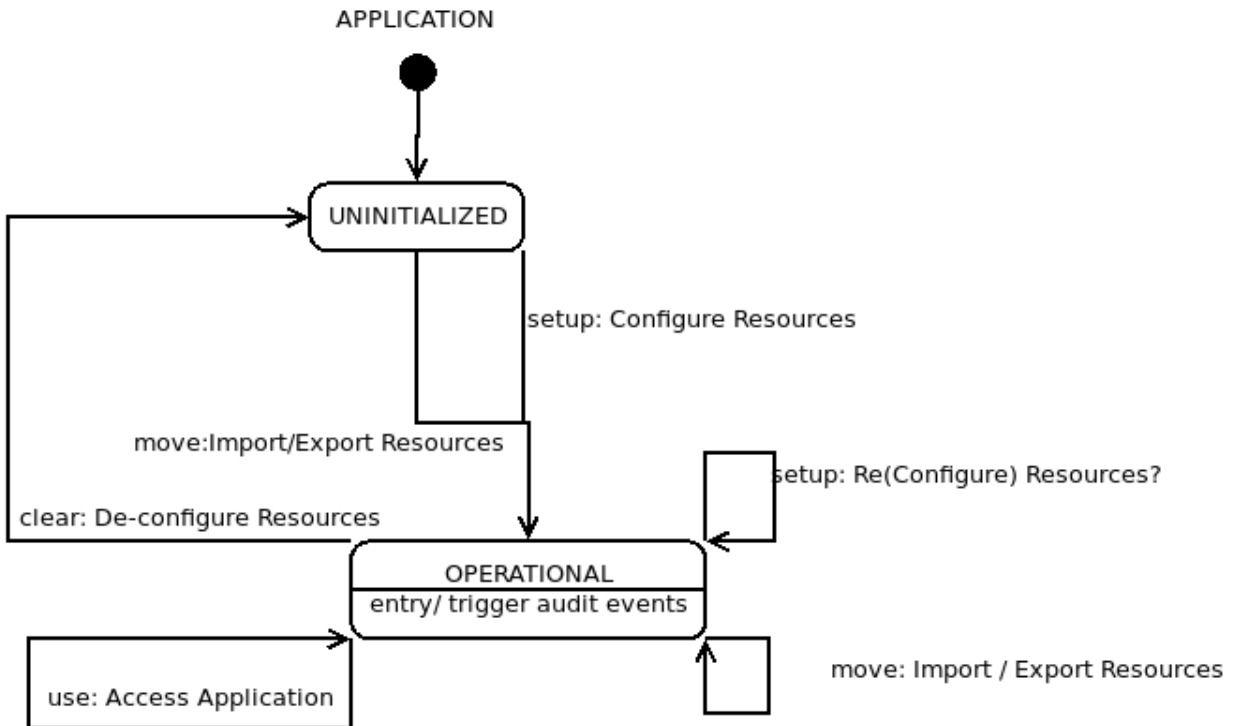 APPLICATION
UNINITIALIZED
setup: Configure Resources
move:Import/Export Resources
setup: Re(Configure) Resources?
clear: De-configure Resources
OPERATIONAL
entry/ trigger audit events
move: Import / Export Resources
use: Access Application